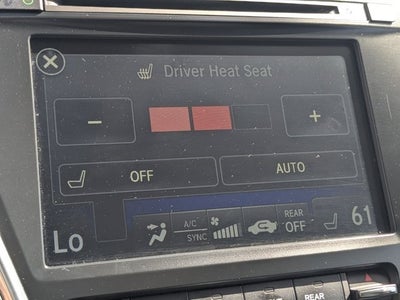 Driver Heat Seat
− +
OFF AUTO
Lo A/C SYNC REAR OFF 61
REAR